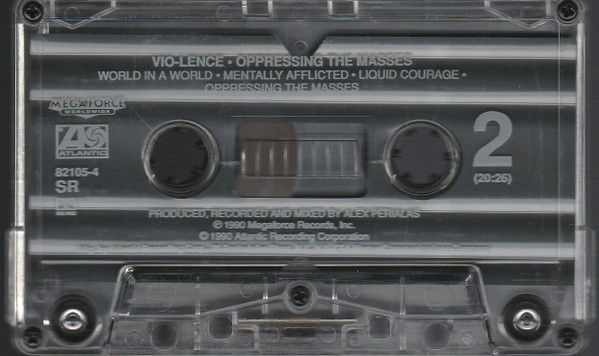 VIO-LENCE • OPPRESSING THE MASSES
WORLD IN A WORLD • MENTALLY AFFLICTED • LIQUID COURAGE •
OPPRESSING THE MASSES
MEGAFORCE
WORLDWIDE
ATLANTIC
82105-4
SR
2
(20:26)
PRODUCED, RECORDED AND MIXED BY ALEX PERIALAS
℗ 1990 Megaforce Records, Inc.
© 1990 Atlantic Recording Corporation